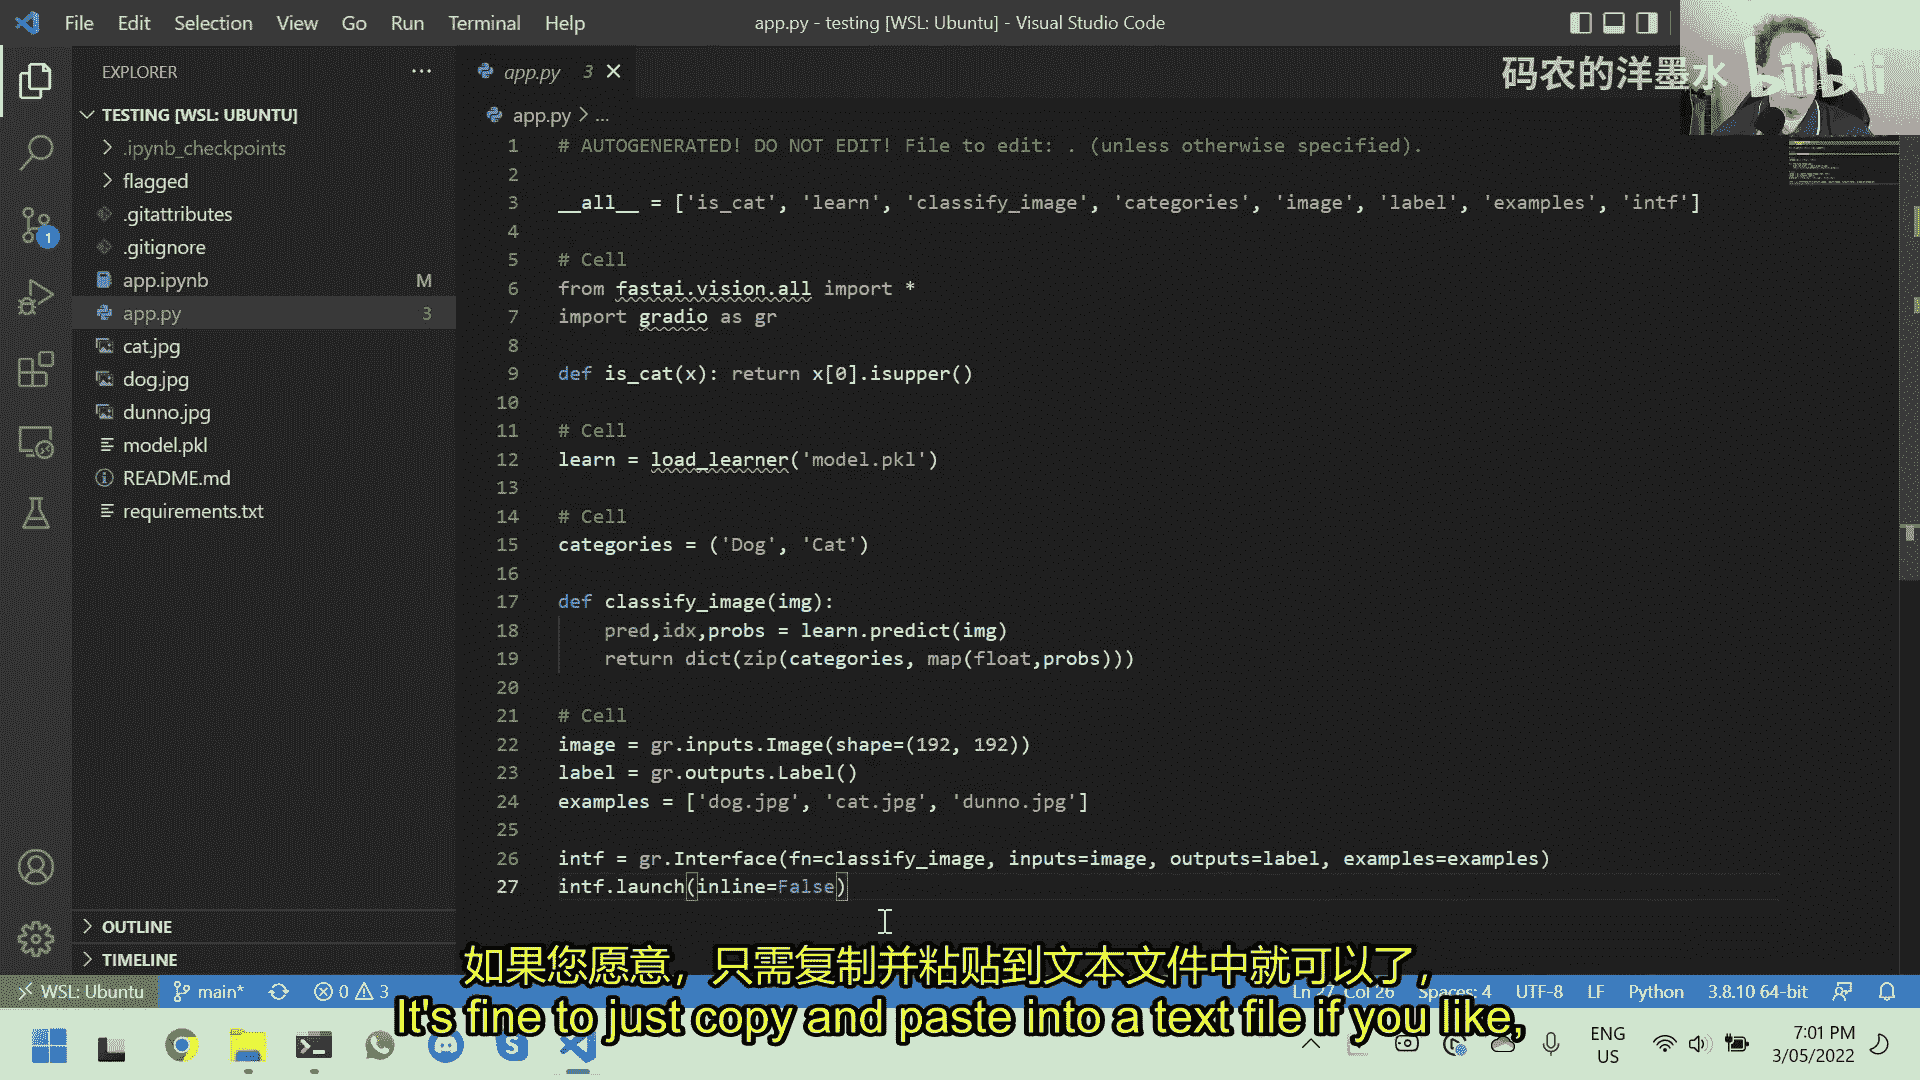 File Edit Selection View Go Run Terminal Help
app.py - testing [WSL: Ubuntu] - Visual Studio Code
码农的洋墨水
bilibili
EXPLORER
TESTING [WSL: UBUNTU]
.ipynb_checkpoints
flagged
.gitattributes
.gitignore
app.ipynb M
app.py 3
cat.jpg
dog.jpg
dunno.jpg
model.pkl
README.md
requirements.txt
OUTLINE
TIMELINE
1
app.py 3
app.py > ...
1 # AUTOGENERATED! DO NOT EDIT! File to edit: . (unless otherwise specified).
2
3 __all__ = ['is_cat', 'learn', 'classify_image', 'categories', 'image', 'label', 'examples', 'intf']
4
5 # Cell
6 from fastai.vision.all import *
7 import gradio as gr
8
9 def is_cat(x): return x[0].isupper()
10
11 # Cell
12 learn = load_learner('model.pkl')
13
14 # Cell
15 categories = ('Dog', 'Cat')
16
17 def classify_image(img):
18 pred,idx,probs = learn.predict(img)
19 return dict(zip(categories, map(float,probs)))
20
21 # Cell
22 image = gr.inputs.Image(shape=(192, 192))
23 label = gr.outputs.Label()
24 examples = ['dog.jpg', 'cat.jpg', 'dunno.jpg']
25
26 intf = gr.Interface(fn=classify_image, inputs=image, outputs=label, examples=examples)
27 intf.launch(inline=False)
如果您愿意，只需复制并粘贴到文本文件中就可以了，
It's fine to just copy and paste into a text file if you like,
WSL: Ubuntu main* 0 3 Ln 27, Col 26 Spaces: 4 UTF-8 LF Python 3.8.10 64-bit
ENG
US
7:01 PM
3/05/2022